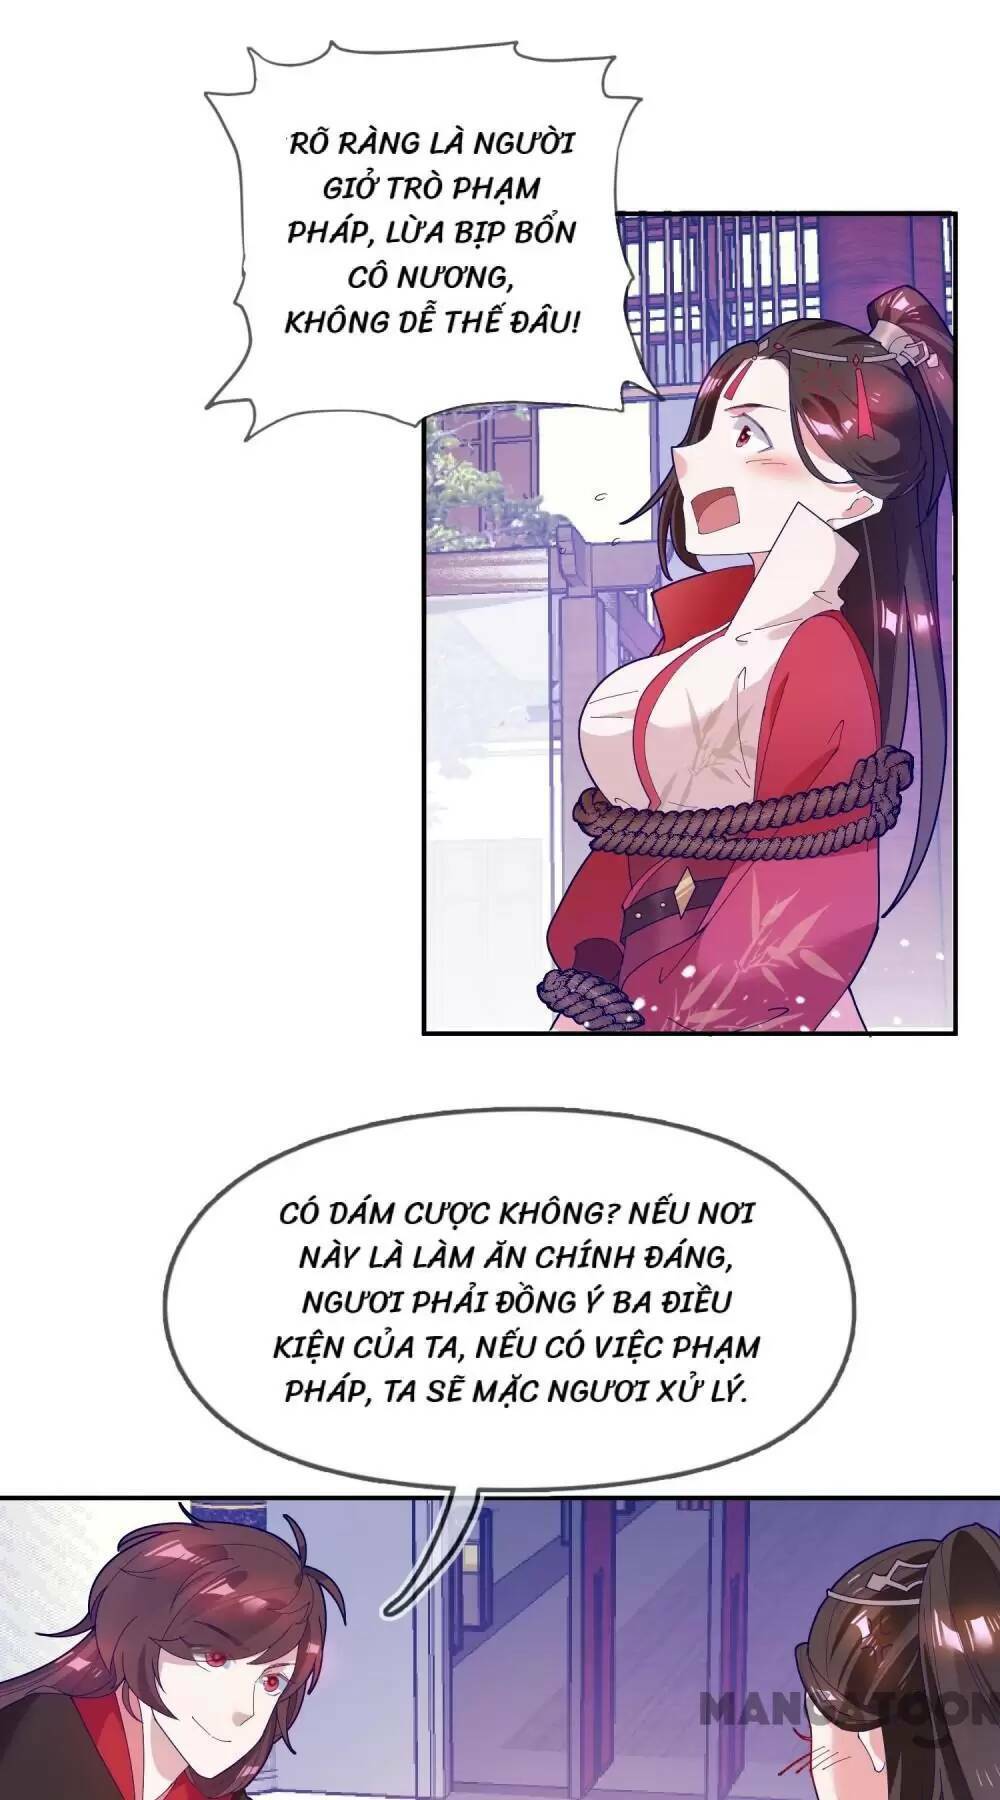 RÕ RÀNG LÀ NGƯỜI
GIỞ TRÒ PHẠM
PHÁP, LỪA BỊP BỔN
CÔ NƯƠNG,
KHÔNG DỄ THẾ ĐÂU!
CÓ DÁM CƯỢC KHÔNG? NẾU NƠI
NÀY LÀ LÀM ĂN CHÍNH ĐÁNG,
NGƯƠI PHẢI ĐỒNG Ý BA ĐIỀU
KIỆN CỦA TA, NẾU CÓ VIỆC PHẠM
PHÁP, TA SẼ MẶC NGƯƠI XỬ LÝ.
MANGATOON